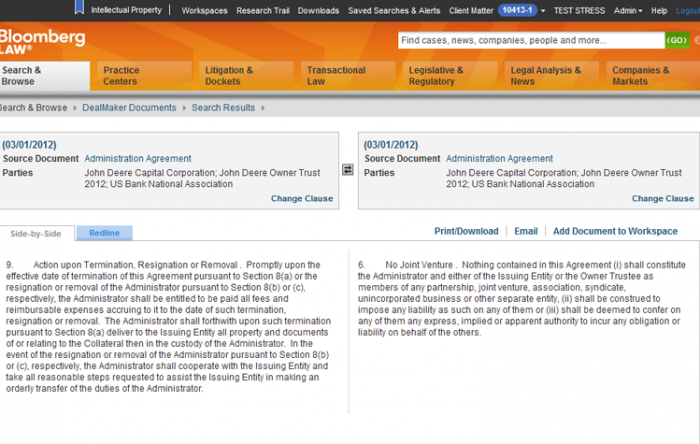 Intellectual Property Workspaces Research Trail Downloads Saved Searches & Alerts Client Matter 10413-1 TEST STRESS Admin Help Logout
Bloomberg
LAW®
Find cases, news, companies, people and more... GO
Search &
Browse
Practice
Centers
Litigation &
Dockets
Transactional
Law
Legislative &
Regulatory
Legal Analysis &
News
Companies &
Markets
Search & Browse DealMaker Documents Search Results
(03/01/2012)
Source Document Administration Agreement
Parties John Deere Capital Corporation; John Deere Owner Trust
2012; US Bank National Association
Change Clause
(03/01/2012)
Source Document Administration Agreement
Parties John Deere Capital Corporation; John Deere Owner Trust
2012; US Bank National Association
Change Clause
Side-by-Side Redline Print/Download Email Add Document to Workspace
9. Action upon Termination, Resignation or Removal . Promptly upon the
effective date of termination of this Agreement pursuant to Section 8(a) or the
resignation or removal of the Administrator pursuant to Section 8(b) or (c),
respectively, the Administrator shall be entitled to be paid all fees and
reimbursable expenses accruing to it to the date of such termination,
resignation or removal. The Administrator shall forthwith upon such termination
pursuant to Section 8(a) deliver to the Issuing Entity all property and documents
of or relating to the Collateral then in the custody of the Administrator. In the
event of the resignation or removal of the Administrator pursuant to Section 8(b)
or (c), respectively, the Administrator shall cooperate with the Issuing Entity and
take all reasonable steps requested to assist the Issuing Entity in making an
orderly transfer of the duties of the Administrator.
6. No Joint Venture . Nothing contained in this Agreement (i) shall constitute
the Administrator and either of the Issuing Entity or the Owner Trustee as
members of any partnership, joint venture, association, syndicate,
unincorporated business or other separate entity, (ii) shall be construed to
impose any liability as such on any of them or (iii) shall be deemed to confer on
any of them any express, implied or apparent authority to incur any obligation or
liability on behalf of the others.